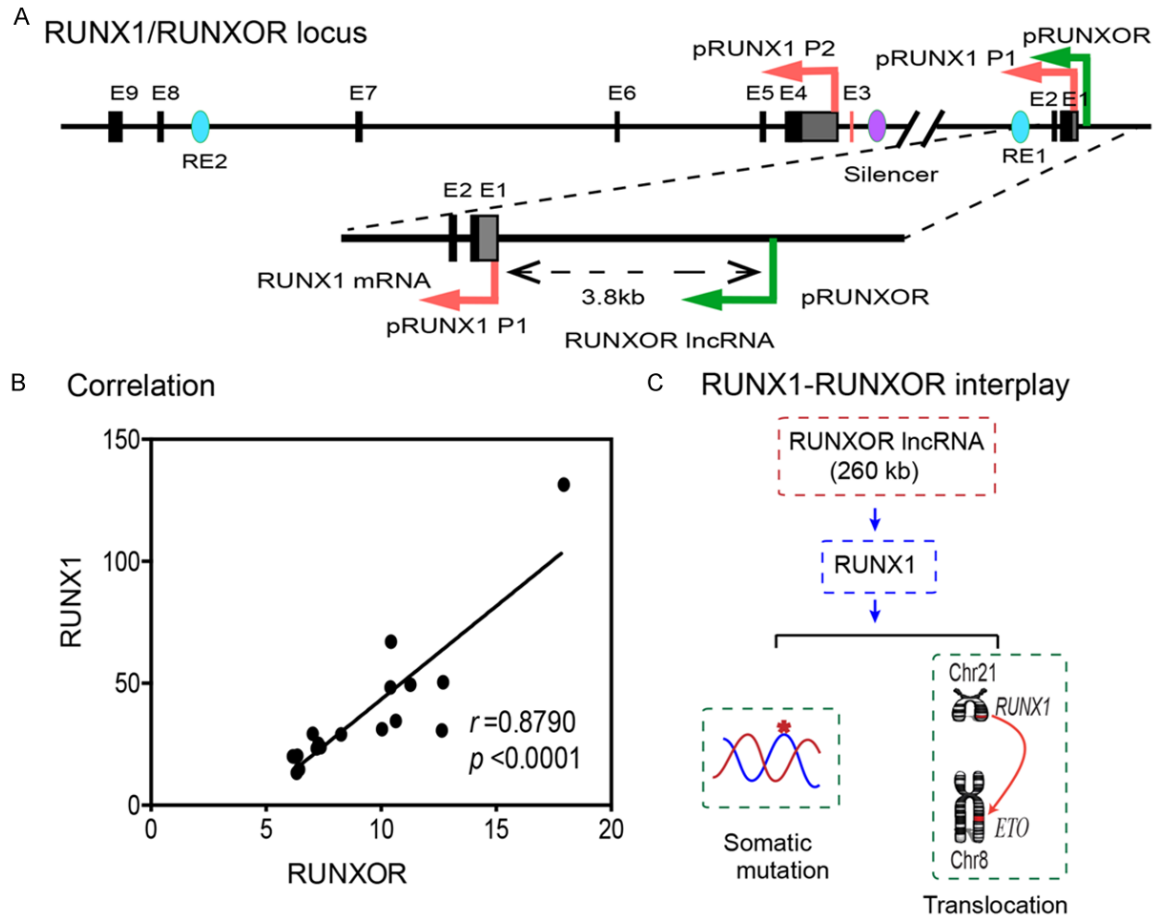 A
RUNX1/RUNXOR locus
pRUNXOR
pRUNX1 P2
pRUNX1 P1
E9 E8 E7 E6 E5 E4 E3 E2 E1
RE2
Silencer
RE1
E2 E1
RUNX1 mRNA
3.8kb
pRUNXOR
pRUNX1 P1
RUNXOR lncRNA
B
Correlation
150
100
50
0
RUNX1
r =0.8790
p <0.0001
0 5 10 15 20
RUNXOR
C
RUNX1-RUNXOR interplay
RUNXOR lncRNA
(260 kb)
RUNX1
Chr21
RUNX1
*
ETO
Chr8
Somatic
mutation
Translocation